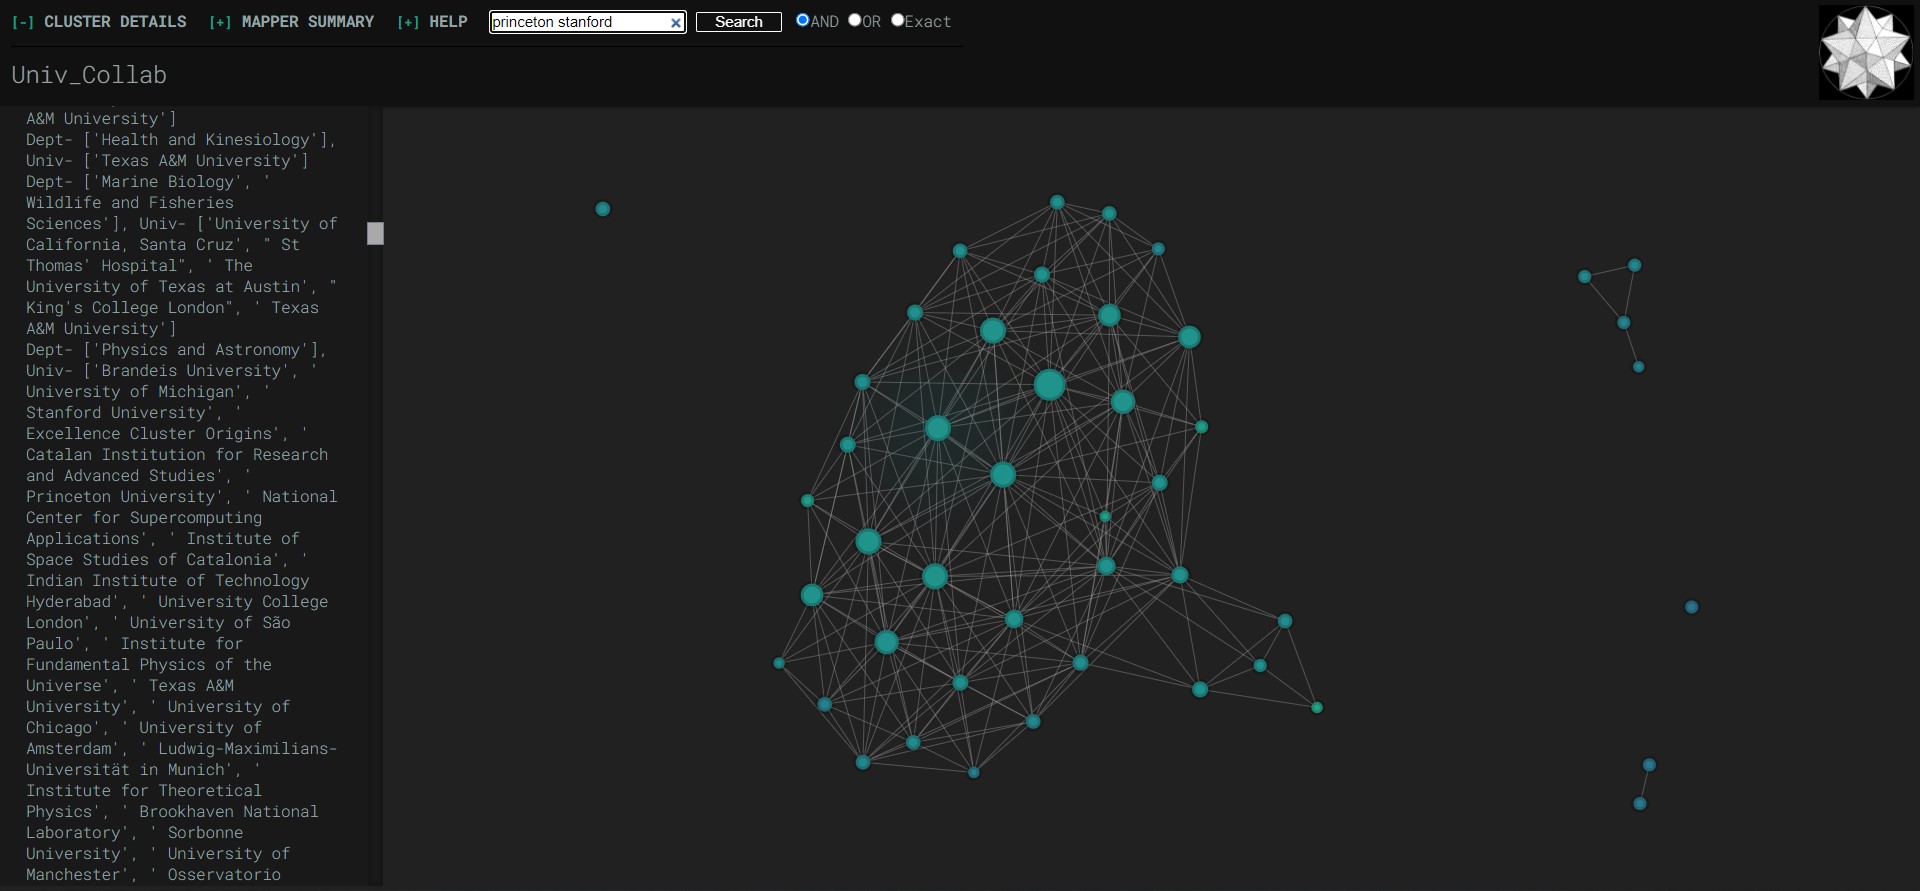 [-] CLUSTER DETAILS [+] MAPPER SUMMARY [+] HELP princeton stanford × Search AND OR Exact
Univ_Collab
A&M University']
Dept- ['Health and Kinesiology'],
Univ- ['Texas A&M University']
Dept- ['Marine Biology', '
Wildlife and Fisheries
Sciences'], Univ- ['University of
California, Santa Cruz', " St
Thomas' Hospital", ' The
University of Texas at Austin', "
King's College London", ' Texas
A&M University']
Dept- ['Physics and Astronomy'],
Univ- ['Brandeis University', '
University of Michigan', '
Stanford University', '
Excellence Cluster Origins', '
Catalan Institution for Research
and Advanced Studies', '
Princeton University', ' National
Center for Supercomputing
Applications', ' Institute of
Space Studies of Catalonia', '
Indian Institute of Technology
Hyderabad', ' University College
London', ' University of São
Paulo', ' Institute for
Fundamental Physics of the
Universe', ' Texas A&M
University', ' University of
Chicago', ' University of
Amsterdam', ' Ludwig-Maximilians-
Universität in Munich', '
Institute for Theoretical
Physics', ' Brookhaven National
Laboratory', ' Sorbonne
University', ' University of
Manchester', ' Osservatorio